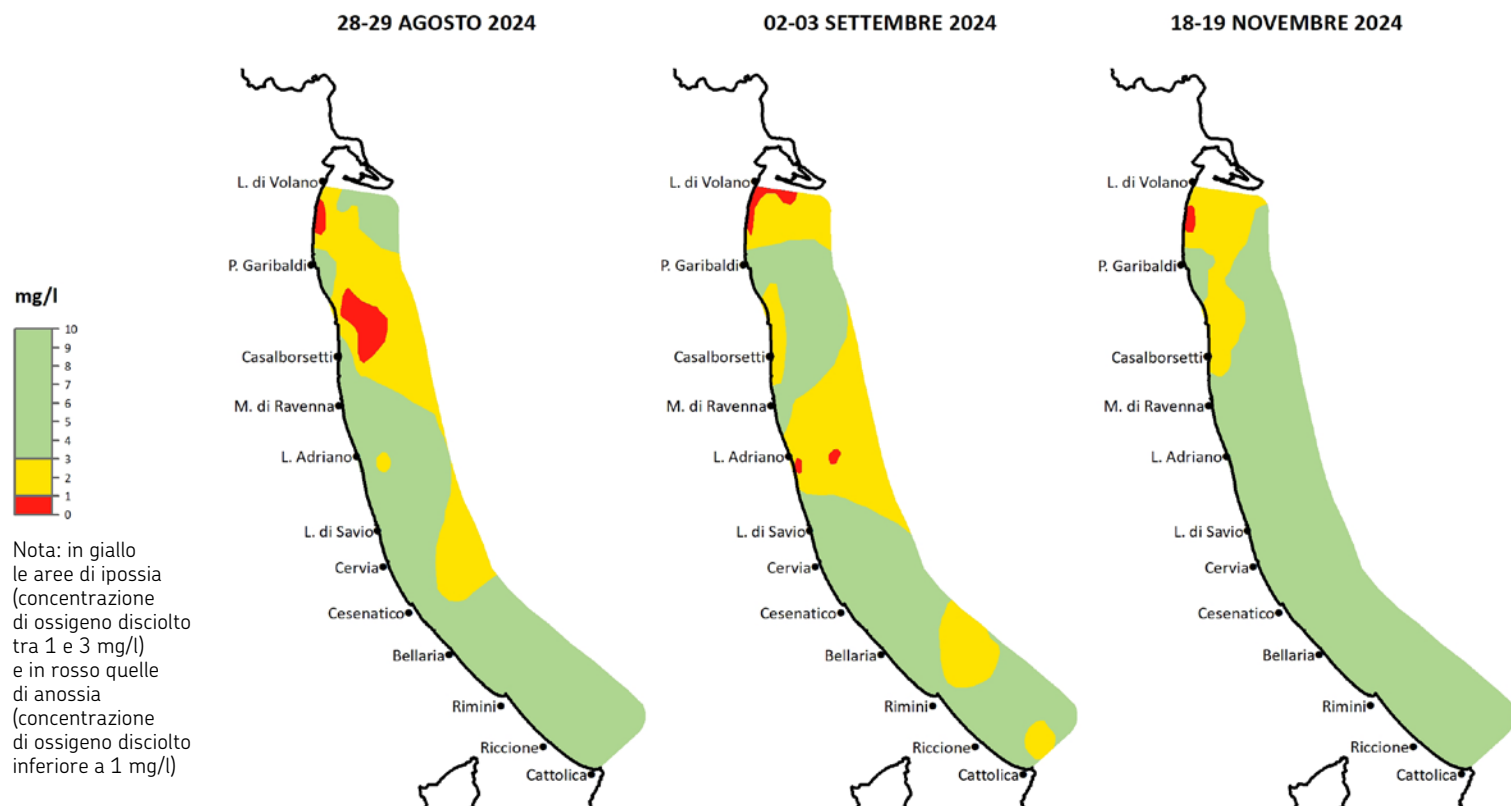 28-29 AGOSTO 2024
02-03 SETTEMBRE 2024
18-19 NOVEMBRE 2024
mg/l
10
9
8
7
6
5
4
3
2
1
0
Nota: in giallo
le aree di ipossia
(concentrazione
di ossigeno disciolto
tra 1 e 3 mg/l)
e in rosso quelle
di anossia
(concentrazione
di ossigeno disciolto
inferiore a 1 mg/l)
L. di Volano
P. Garibaldi
Casalborsetti
M. di Ravenna
L. Adriano
L. di Savio
Cervia
Cesenatico
Bellaria
Rimini
Riccione
Cattolica
L. di Volano
P. Garibaldi
Casalborsetti
M. di Ravenna
L. Adriano
L. di Savio
Cervia
Cesenatico
Bellaria
Rimini
Riccione
Cattolica
L. di Volano
P. Garibaldi
Casalborsetti
M. di Ravenna
L. Adriano
L. di Savio
Cervia
Cesenatico
Bellaria
Rimini
Riccione
Cattolica